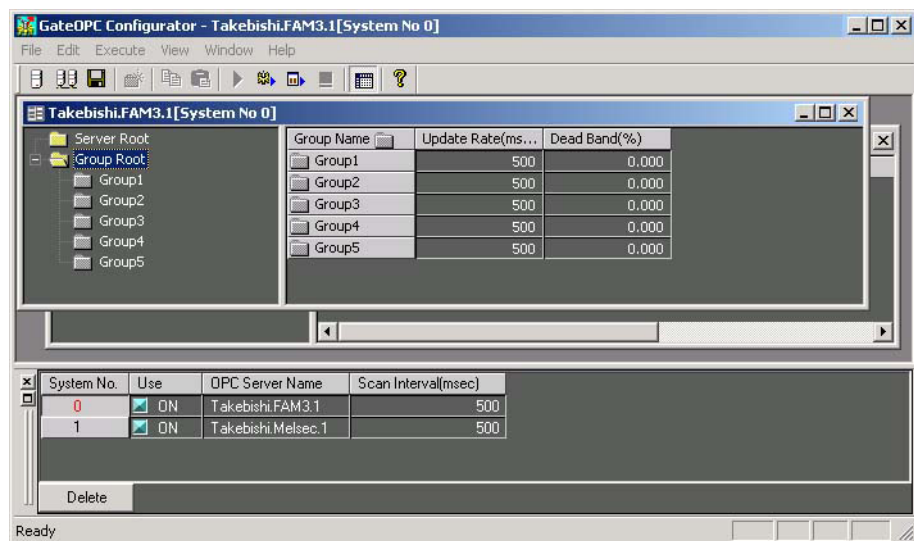 GateOPC Configurator - Takebishi.FAM3.1[System No 0]
File Edit Execute View Window Help
Takebishi.FAM3.1[System No 0]
Server Root
Group Root
Group1
Group2
Group3
Group4
Group5
Group Name Update Rate(ms... Dead Band(%)
Group1 500 0.000
Group2 500 0.000
Group3 500 0.000
Group4 500 0.000
Group5 500 0.000
System No. Use OPC Server Name Scan Interval(msec)
0 ON Takebishi.FAM3.1 500
1 ON Takebishi.Melsec.1 500
Delete
Ready